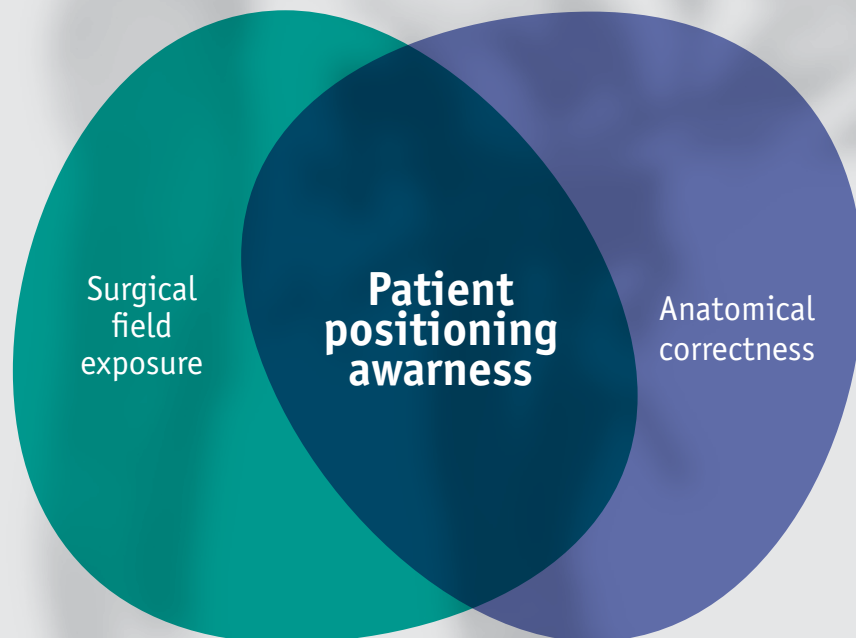 Surgical
field
exposure
Patient
positioning
awarness
Anatomical
correctness